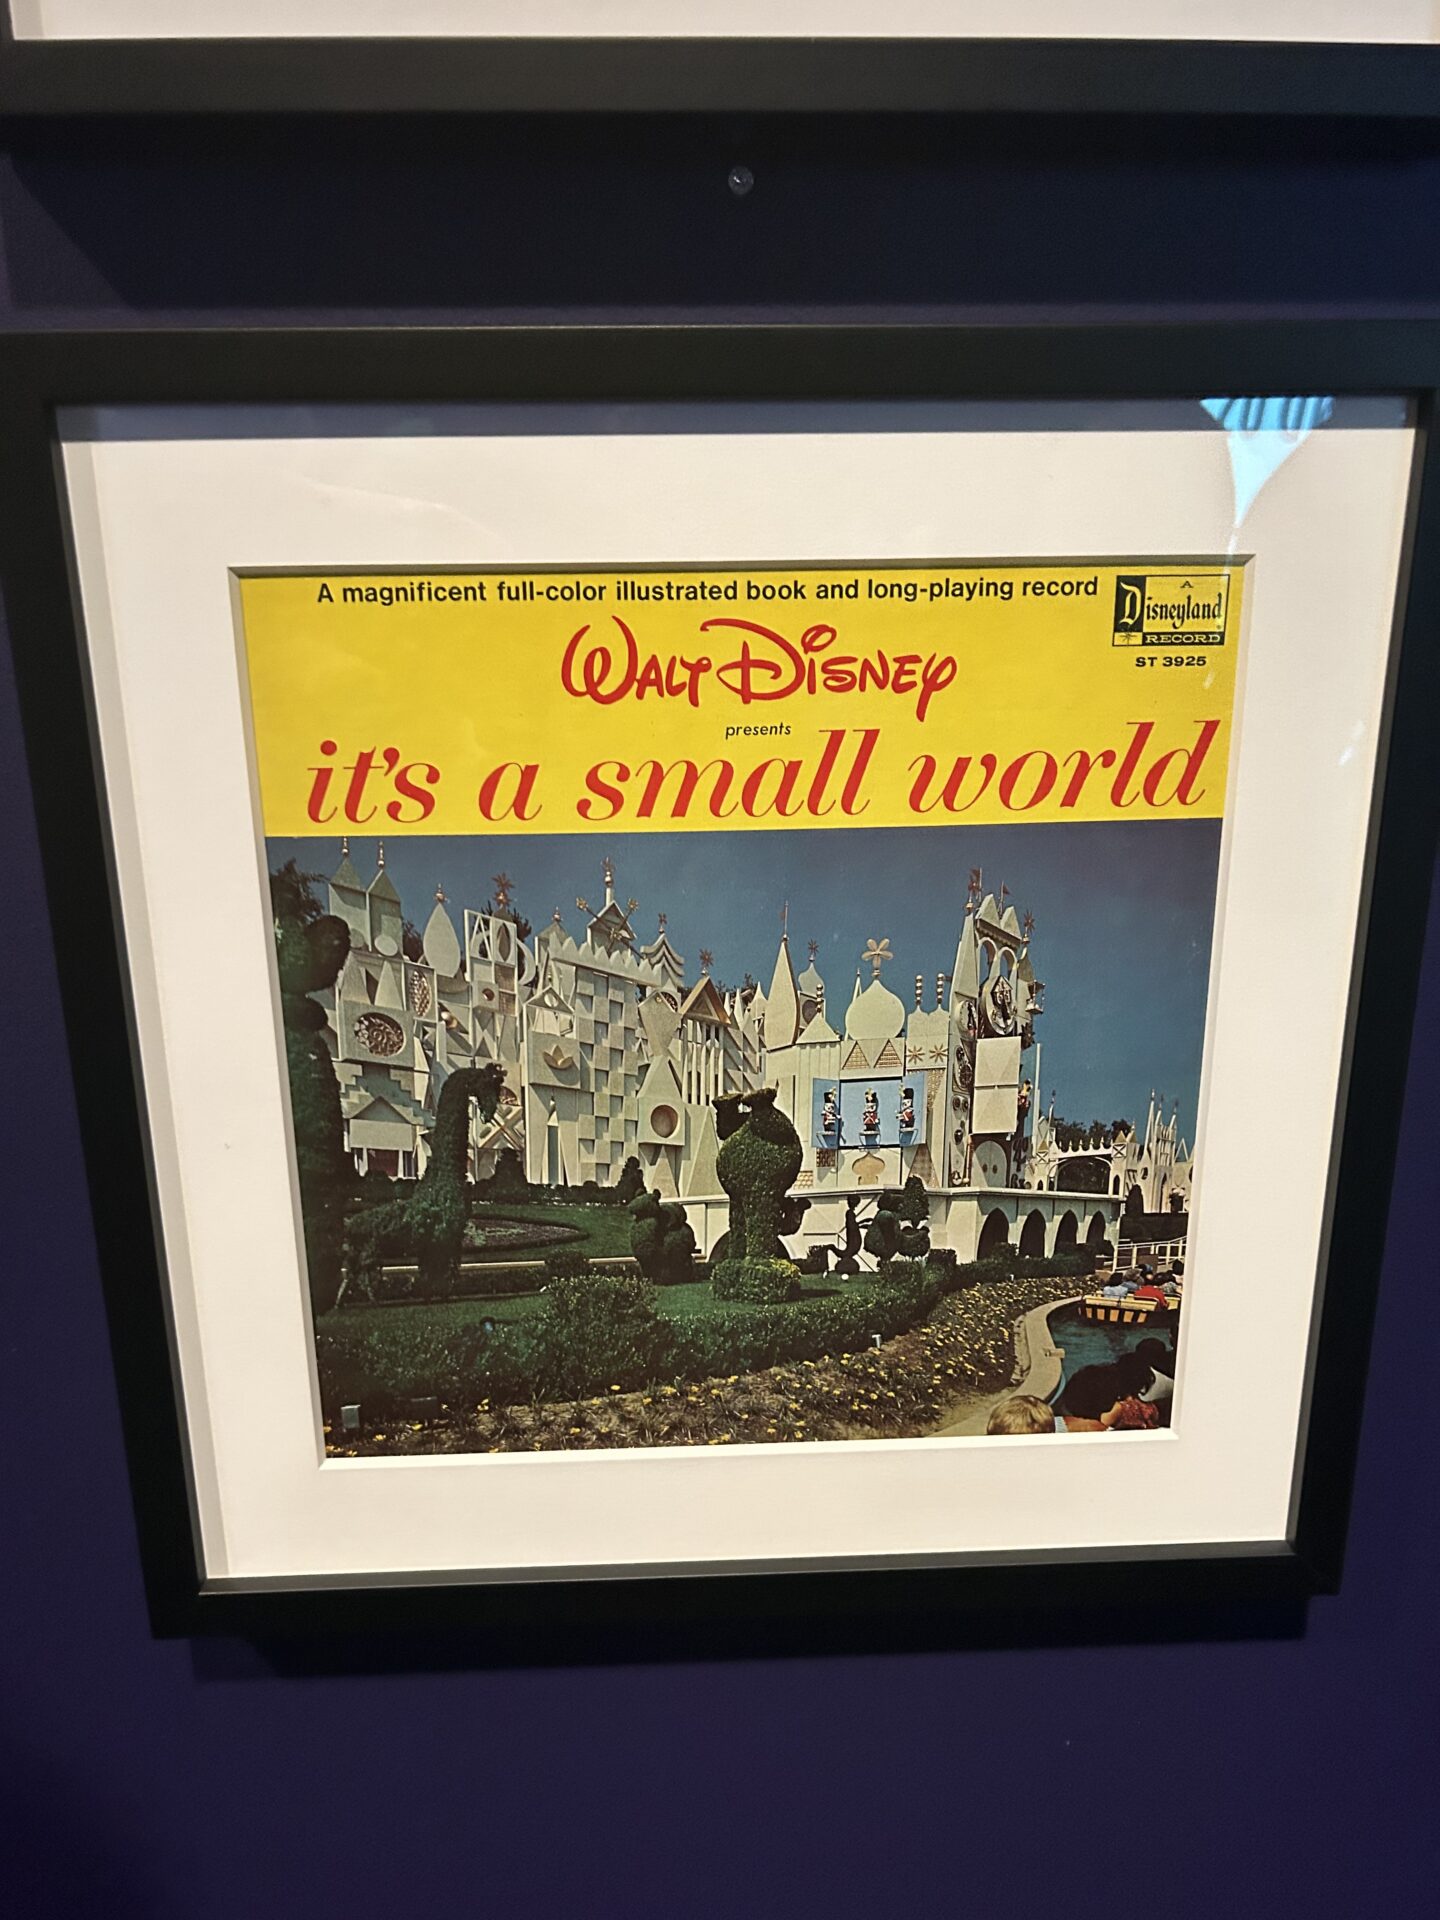 A magnificent full-color illustrated book and long-playing record
A
Disneyland
RECORD
ST 3925
WALT DISNEY
presents
it's a small world